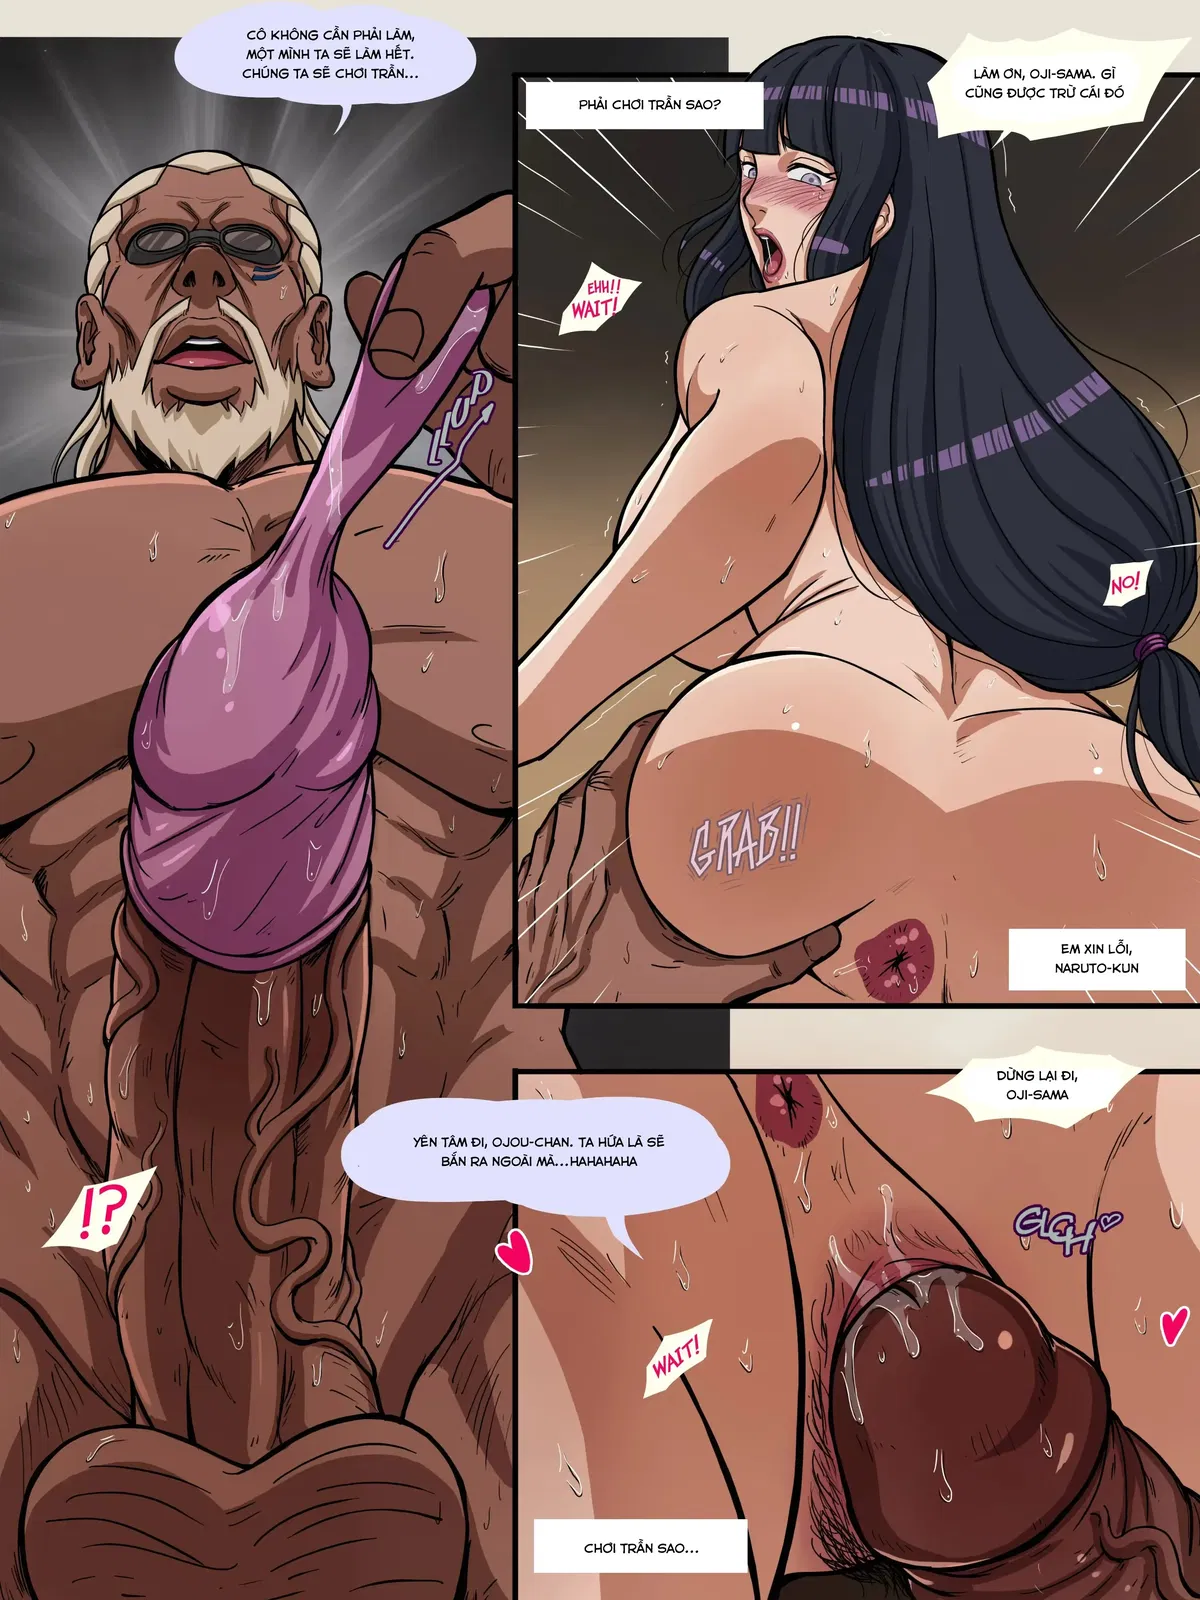 CÔ KHÔNG CẦN PHẢI LÀM,
MỘT MÌNH TA SẼ LÀM HẾT.
CHÚNG TA SẼ CHƠI TRẦN...
PHẢI CHƠI TRẦN SAO?
LÀM ƠN, OJI-SAMA. GÌ
CŨNG ĐƯỢC TRỪ CÁI ĐÓ
EHH!!
WAIT!
NO!
GRAB!!
EM XIN LỖI,
NARUTO-KUN
DỪNG LẠI ĐI,
OJI-SAMA
YÊN TÂM ĐI, OJOU-CHAN. TA HỨA LÀ SẼ
BẮN RA NGOÀI MÀ...HAHAHAHA
!?
WAIT!
CHƠI TRẦN SAO...